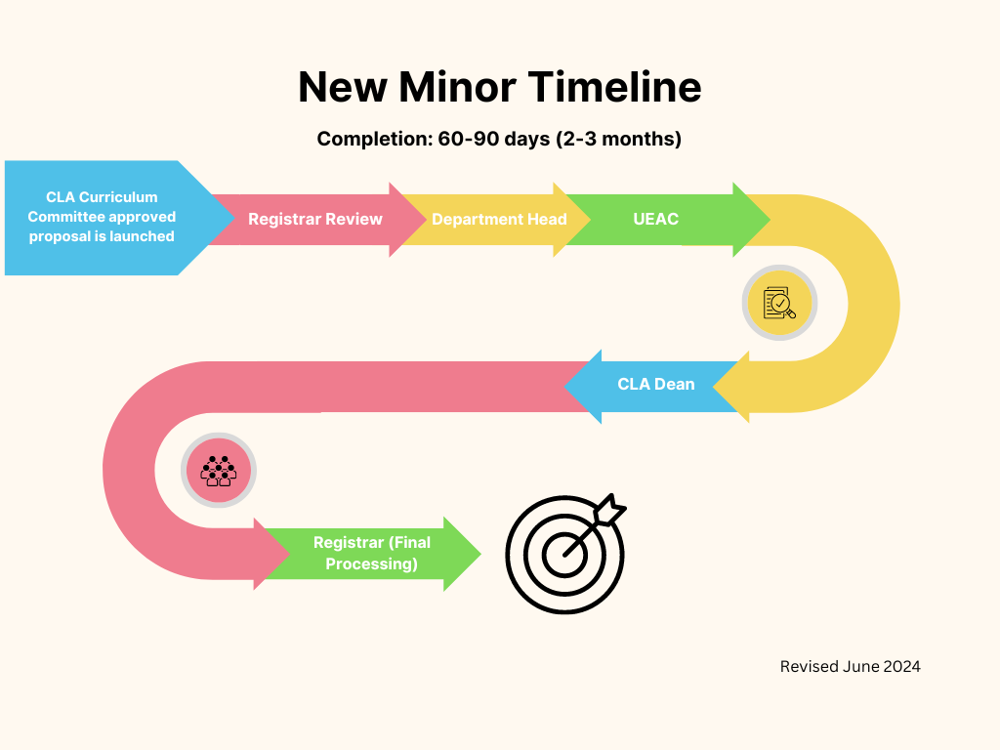 New Minor Timeline
Completion: 60-90 days (2-3 months)
CLA Curriculum
Committee approved
proposal is launched
Registrar Review
Department Head
UEAC
CLA Dean
Registrar (Final
Processing)
Revised June 2024